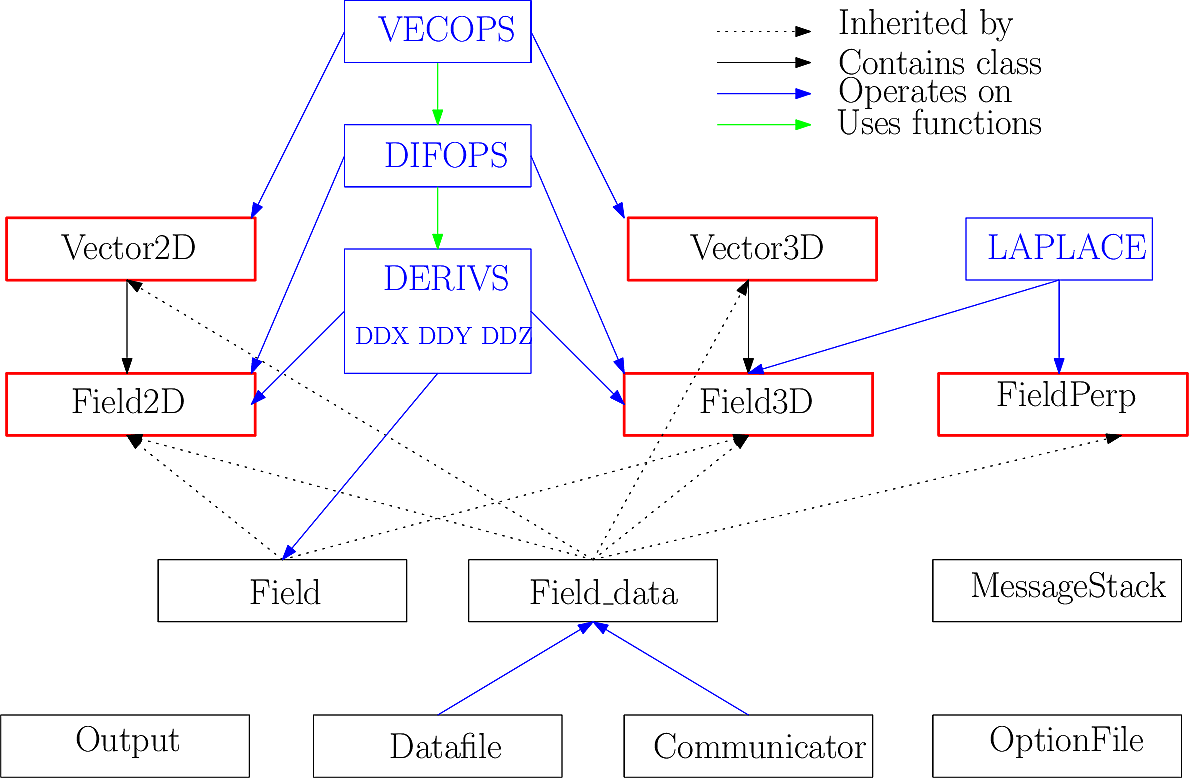 VECOPS
Inherited by
Contains class
Operates on
Uses functions
DIFOPS
Vector2D
Vector3D
LAPLACE
DERIVS
DDX DDY DDZ
Field2D
Field3D
FieldPerp
Field
Field_data
MessageStack
Output
Datafile
Communicator
OptionFile